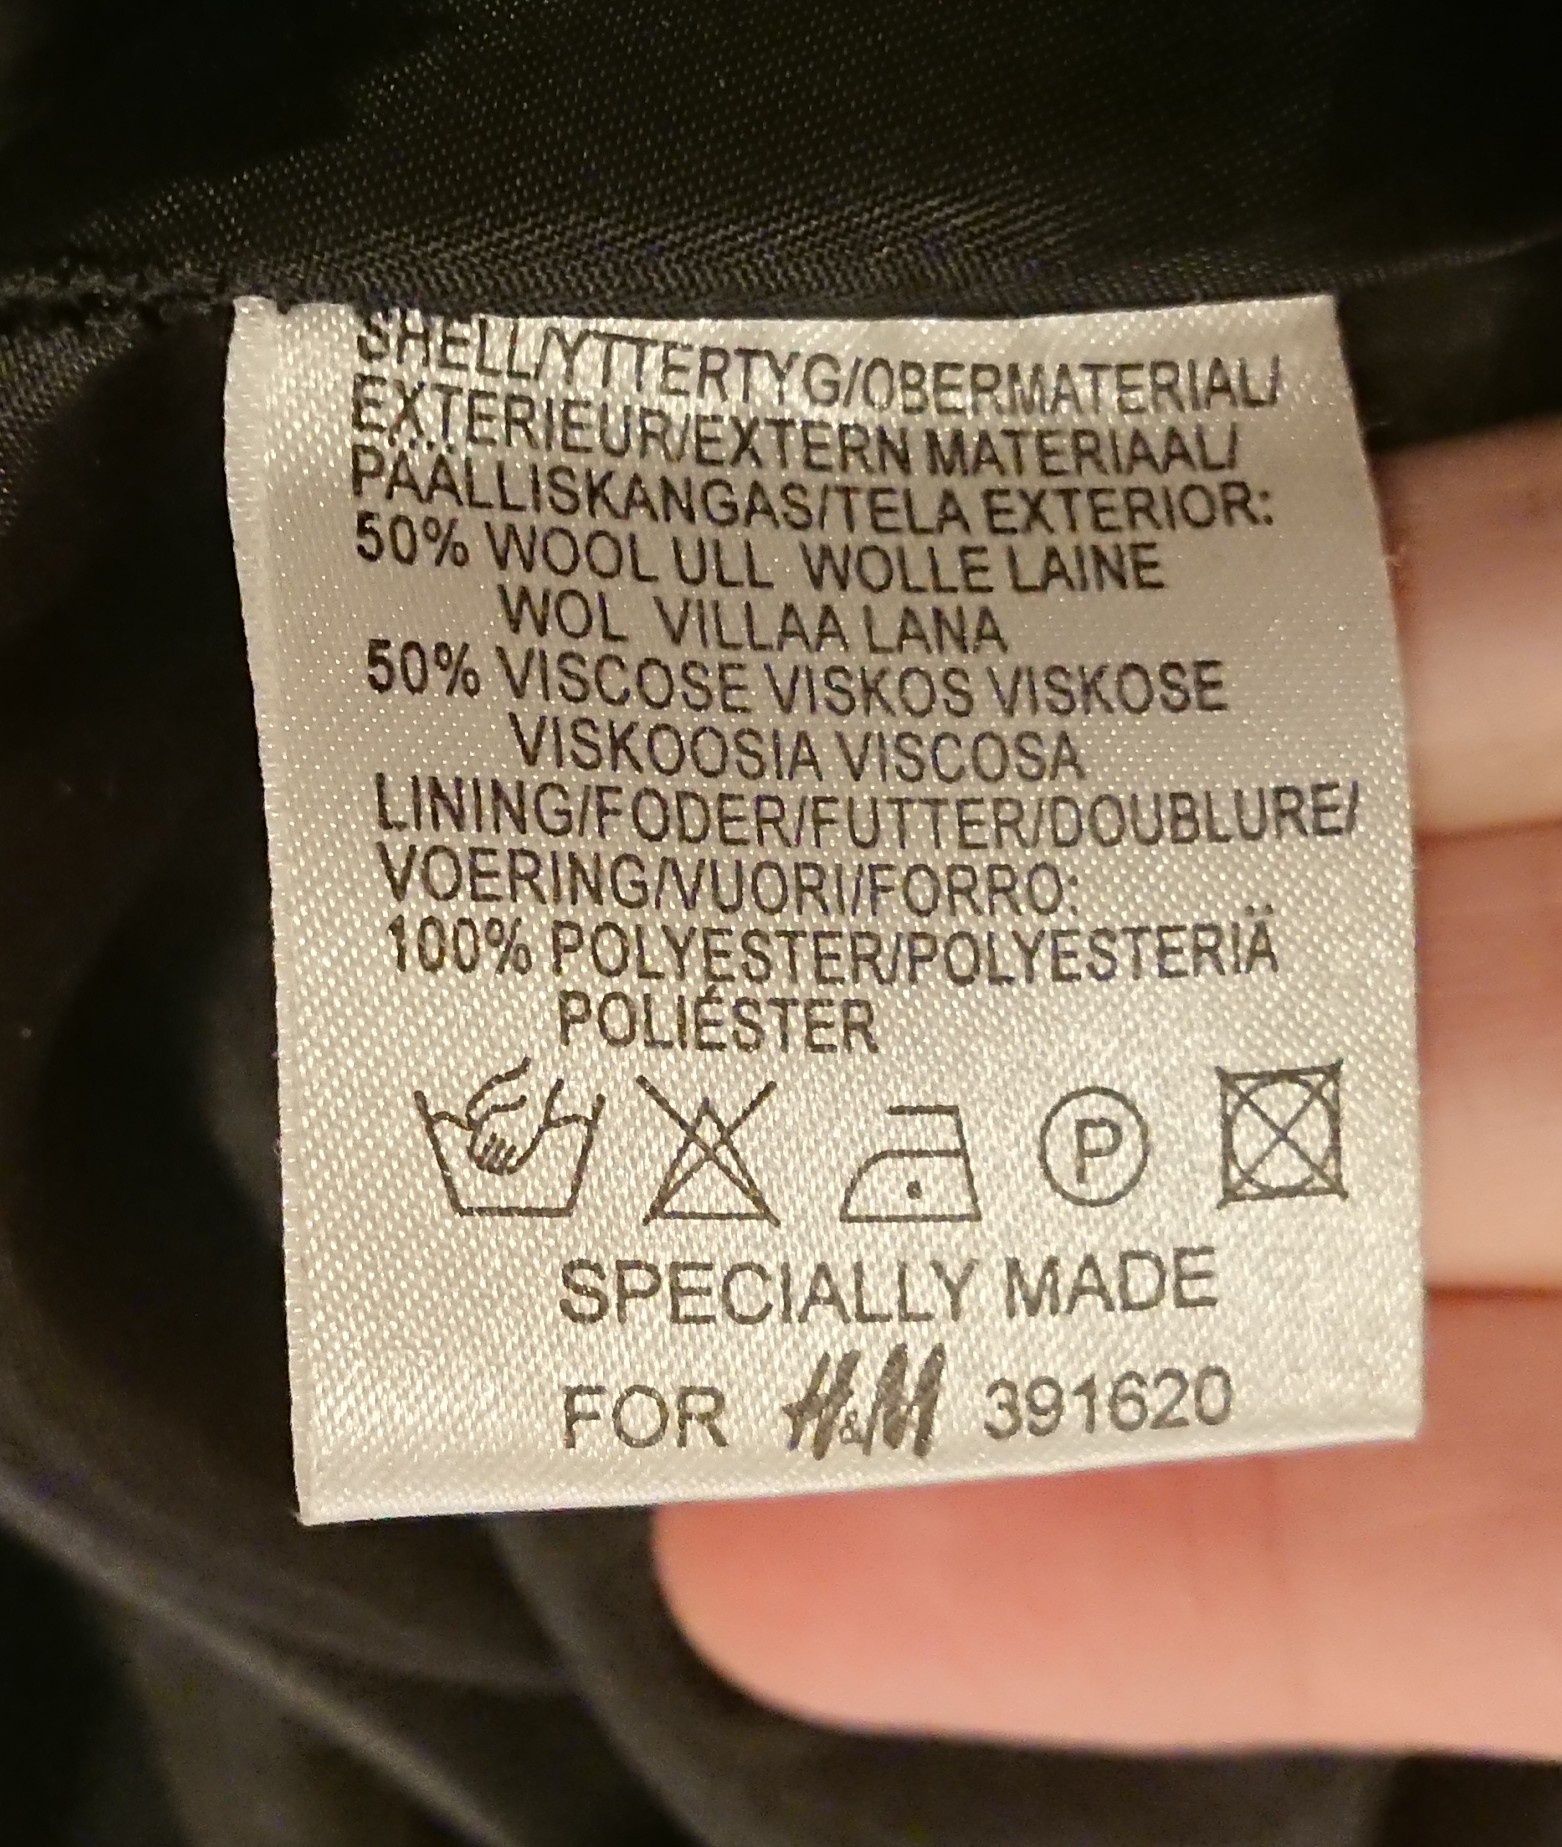 SHELL/YTTERTYG/OBERMATERIAL/
EXTERIEUR/EXTERN MATERIAAL/
PÄÄLLISKANGAS/TELA EXTERIOR:
50% WOOL ULL WOLLE LAINE
WOL VILLAA LANA
50% VISCOSE VISKOS VISKOSE
VISKOOSIA VISCOSA
LINING/FODER/FUTTER/DOUBLURE/
VOERING/VUORI/FORRO:
100% POLYESTER/POLYESTERIÄ
POLIÉSTER
P
SPECIALLY MADE
FOR H&M 391620